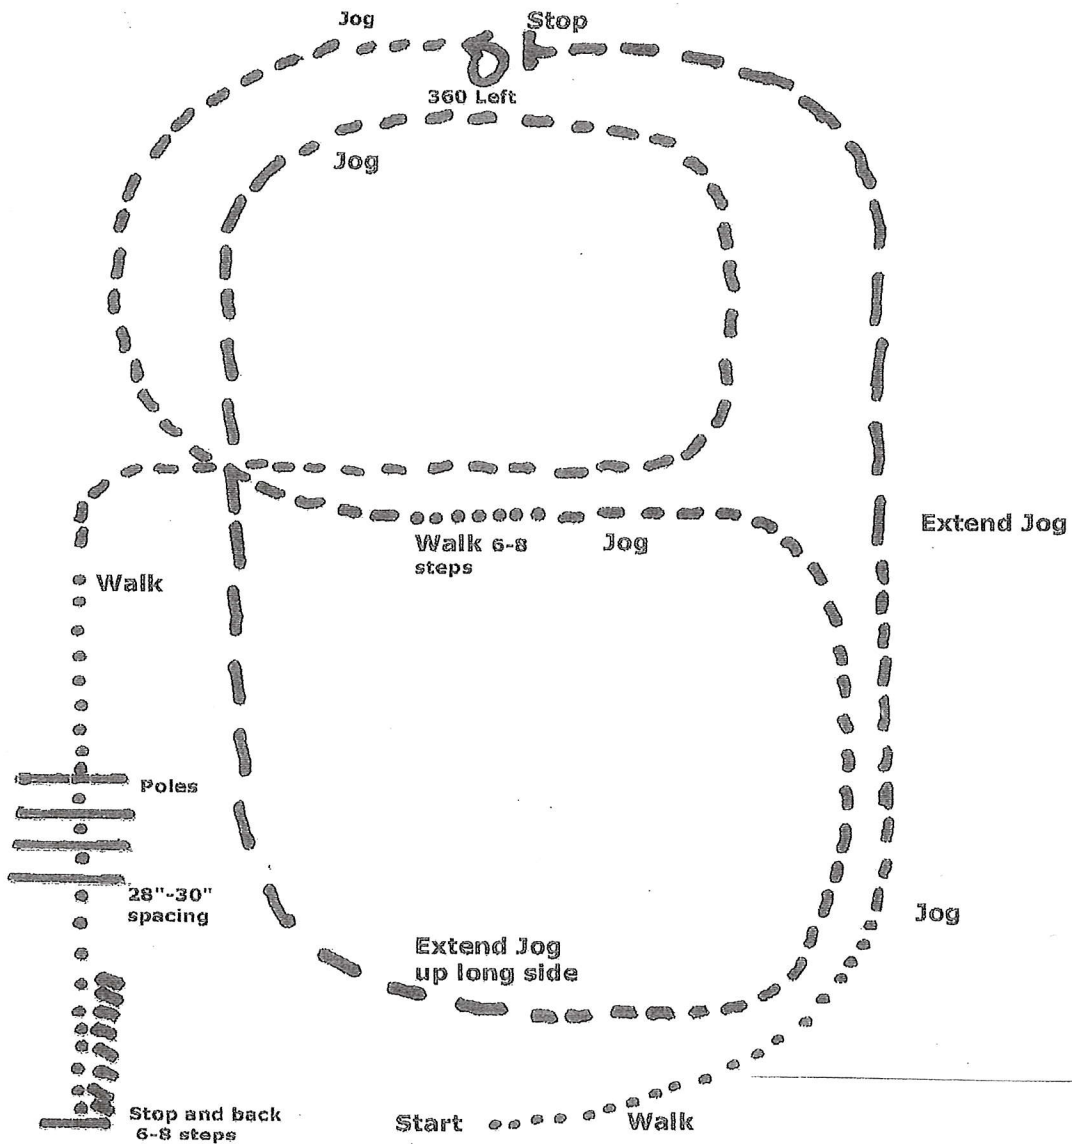 Jog
Stop
360 Left
Jog
Extend Jog
Walk 6-8
steps
Jog
Walk
Poles
28"-30"
spacing
Jog
Extend Jog
up long side
Stop and back
6-8 steps
Start
Walk